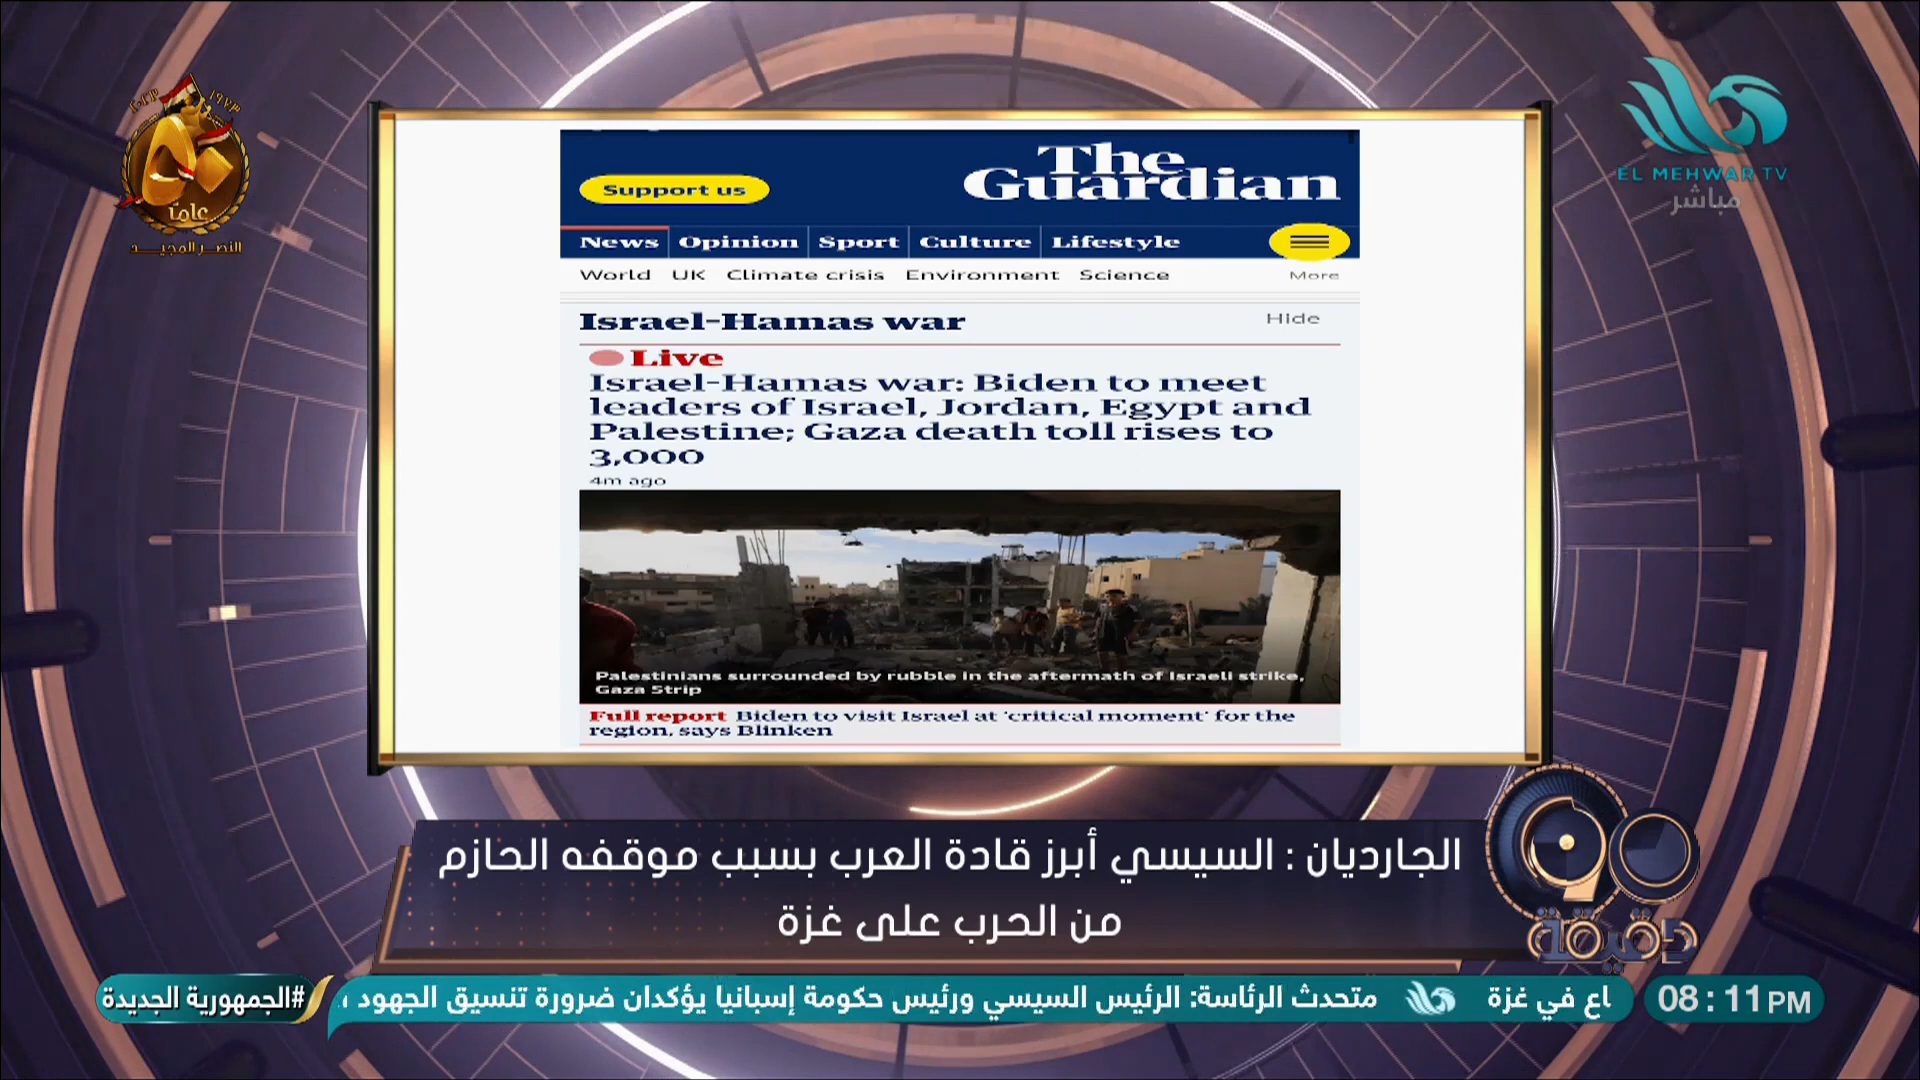 ٢٠٢٣
١٩٧٣
عاماً
النصر المجيد
EL MEHWAR TV
مباشر
Support us
The
Guardian
News Opinion Sport Culture Lifestyle
World UK Climate crisis Environment Science More
Israel-Hamas war Hide
Live
Israel-Hamas war: Biden to meet
leaders of Israel, Jordan, Egypt and
Palestine; Gaza death toll rises to
3,000
4m ago
Palestinians surrounded by rubble in the aftermath of Israeli strike,
Gaza Strip
Full report Biden to visit Israel at 'critical moment' for the
region, says Blinken
الجارديان : السيسي أبرز قادة العرب بسبب موقفه الحازم
من الحرب على غزة
90
دقيقة
08:11PM
اع في غزة
متحدث الرئاسة: الرئيس السيسي ورئيس حكومة إسبانيا يؤكدان ضرورة تنسيق الجهود
#الجمهورية الجديدة